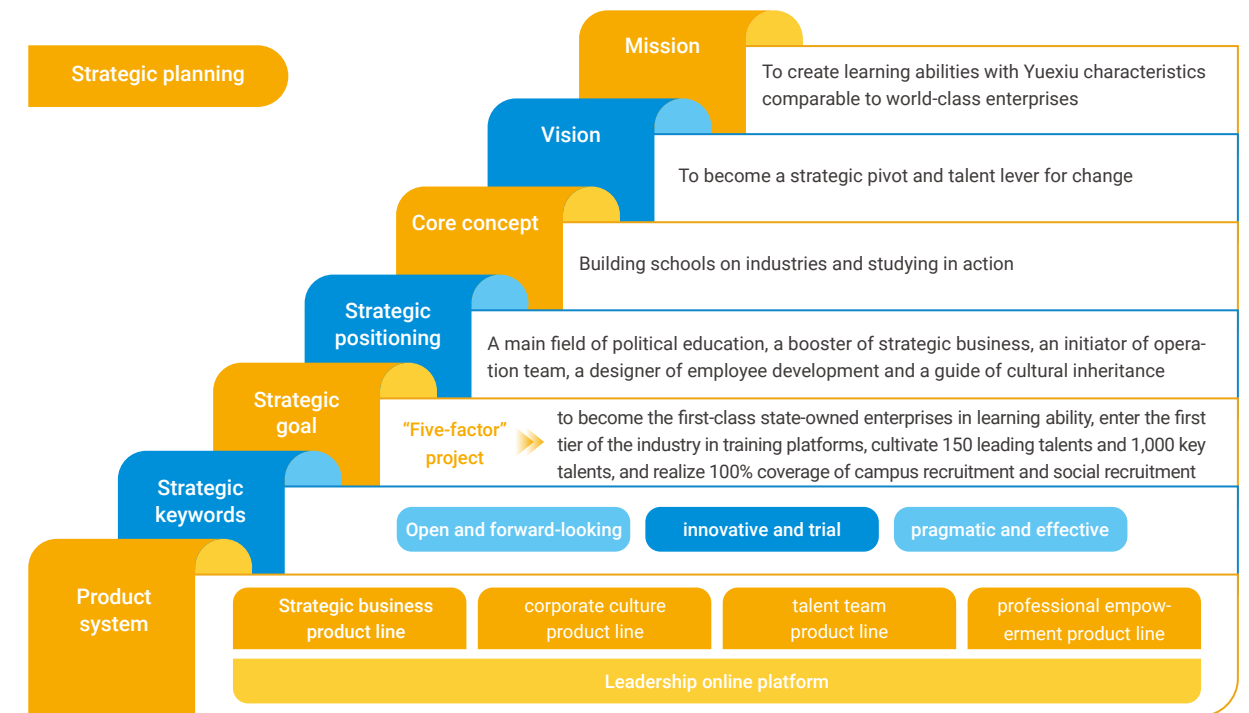 Strategic planning
Mission
To create learning abilities with Yuexiu characteristics
comparable to world-class enterprises
Vision
To become a strategic pivot and talent lever for change
Core concept
Building schools on industries and studying in action
Strategic
positioning
A main field of political education, a booster of strategic business, an initiator of opera-
tion team, a designer of employee development and a guide of cultural inheritance
Strategic
goal
“Five-factor”
project
to become the first-class state-owned enterprises in learning ability, enter the first
tier of the industry in training platforms, cultivate 150 leading talents and 1,000 key
talents, and realize 100% coverage of campus recruitment and social recruitment
Strategic
keywords
Open and forward-looking
innovative and trial
pragmatic and effective
Product
system
Strategic business
product line
corporate culture
product line
talent team
product line
professional empow-
erment product line
Leadership online platform